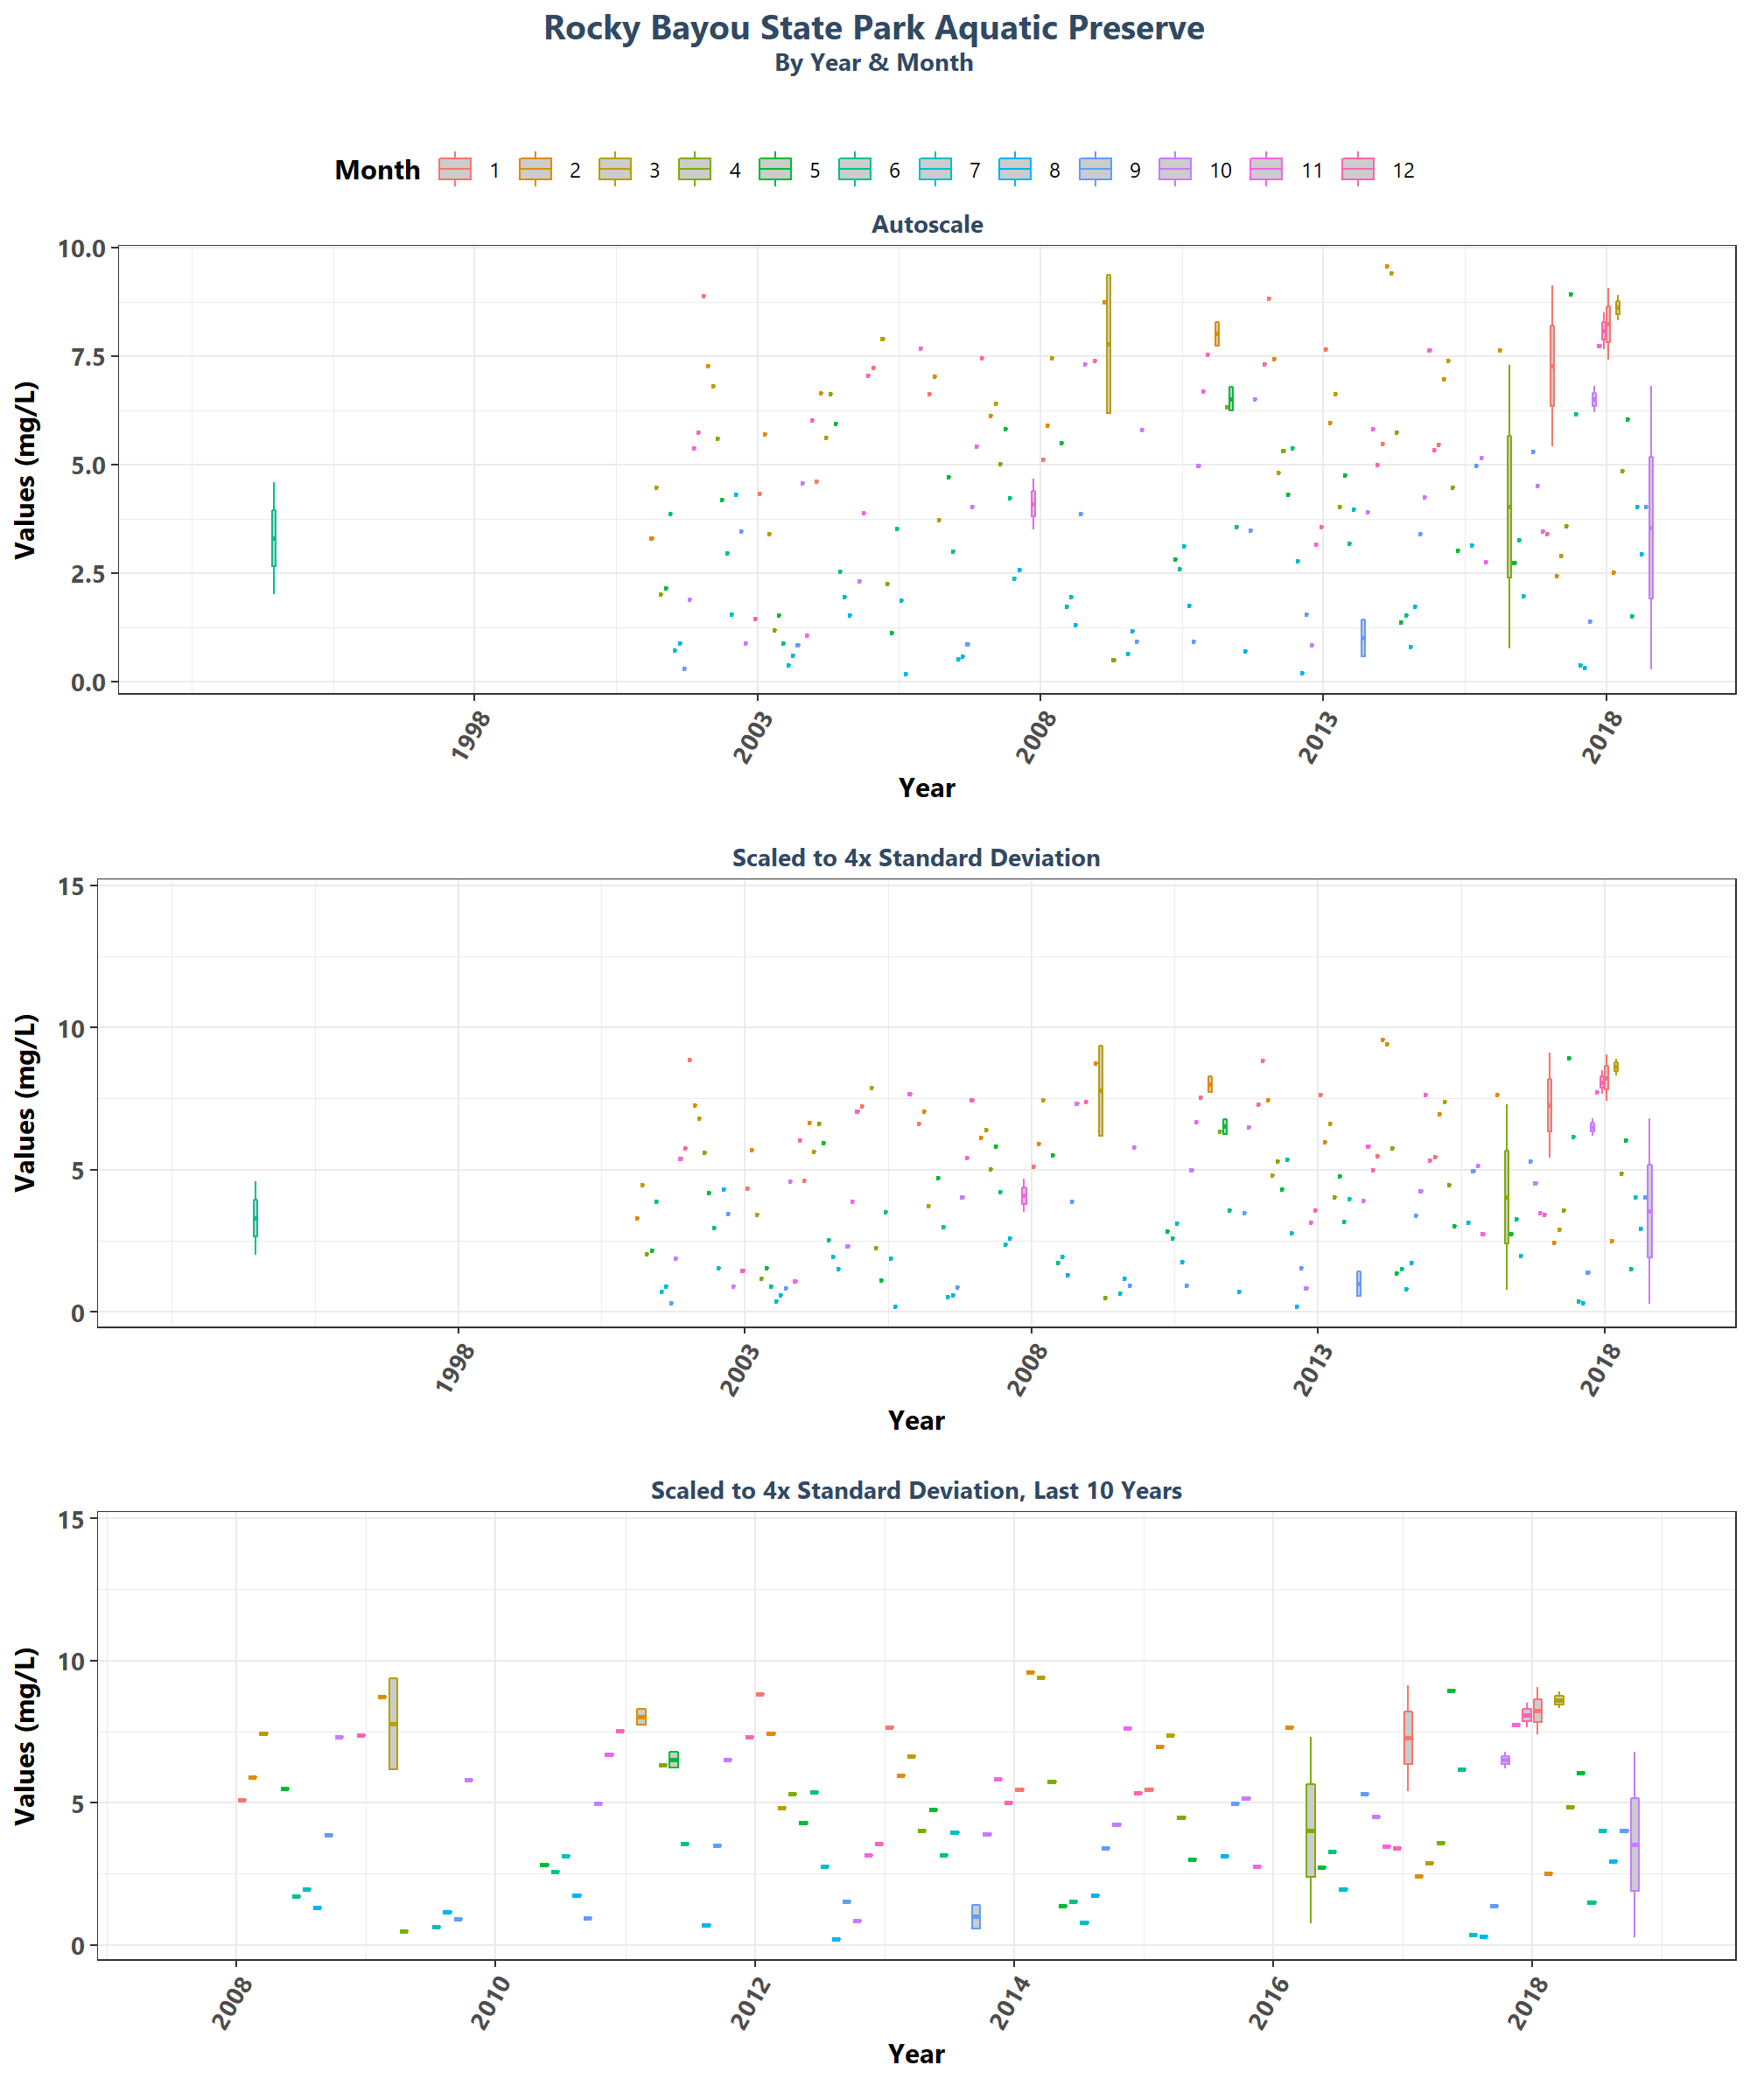 Rocky Bayou State Park Aquatic Preserve
By Year & Month
Month 1 2 3 4 5 6 7 8 9 10 11 12
Autoscale
10.0
7.5
5.0
2.5
0.0
Values (mg/L)
1998 2003 2008 2013 2018
Year
Scaled to 4x Standard Deviation
15
10
5
0
Values (mg/L)
1998 2003 2008 2013 2018
Year
Scaled to 4x Standard Deviation, Last 10 Years
15
10
5
0
Values (mg/L)
2008 2010 2012 2014 2016 2018
Year